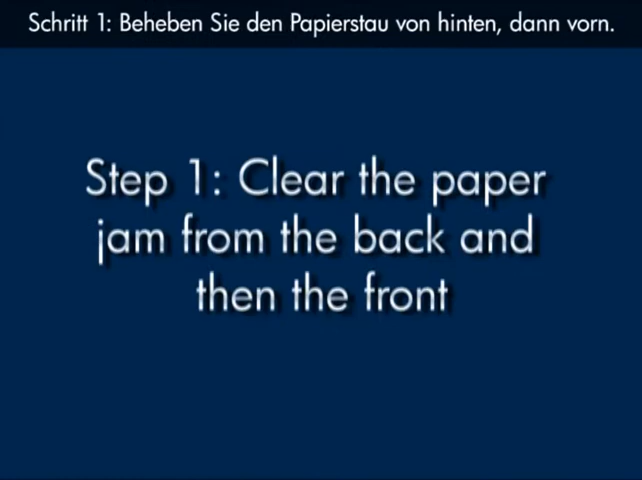 Schritt 1: Beheben Sie den Papierstau von hinten, dann vorn.
Step 1: Clear the paper
jam from the back and
then the front